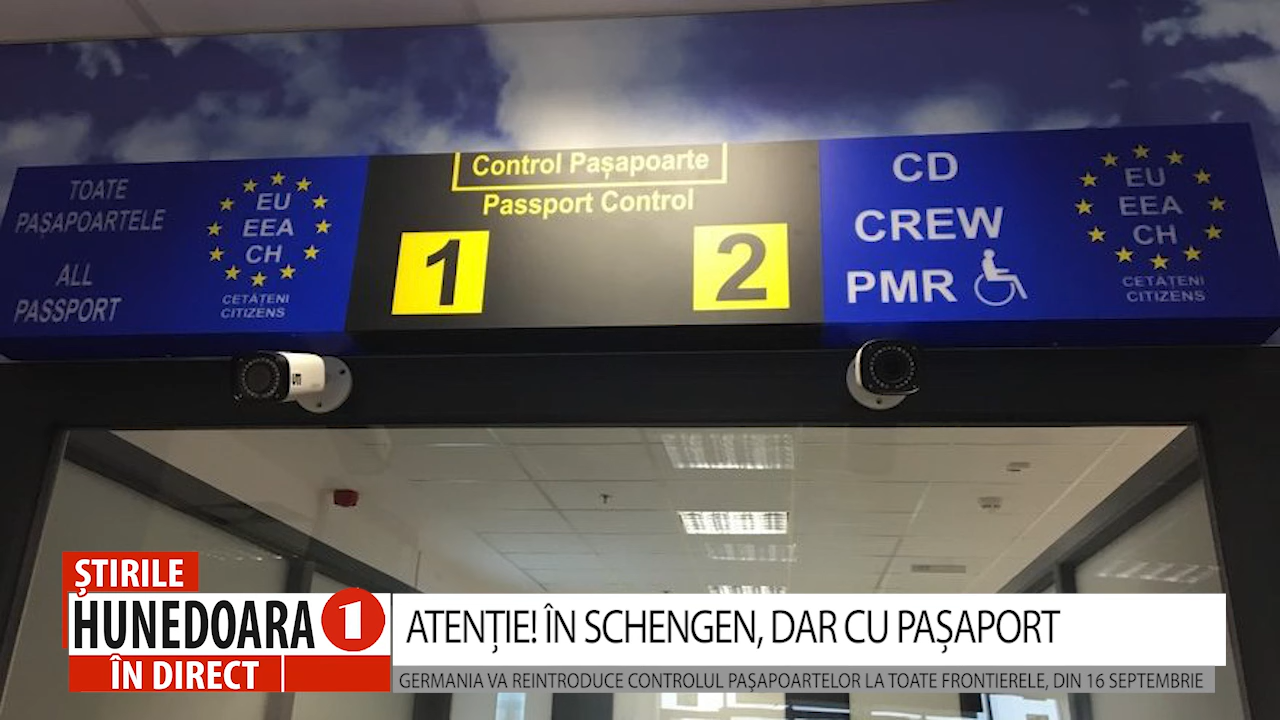 TOATE
PAȘAPOARTELE
ALL
PASSPORT
EU
EEA
CH
CETĂȚENI
CITIZENS
Control Pașapoarte
Passport Control
1
2
CD
CREW
PMR
EU
EEA
CH
CETĂȚENI
CITIZENS
ȘTIRILE
HUNEDOARA 1
ÎN DIRECT
ATENȚIE! ÎN SCHENGEN, DAR CU PAȘAPORT
GERMANIA VA REINTRODUCE CONTROLUL PAȘAPOARTELOR LA TOATE FRONTIERELE, DIN 16 SEPTEMBRIE